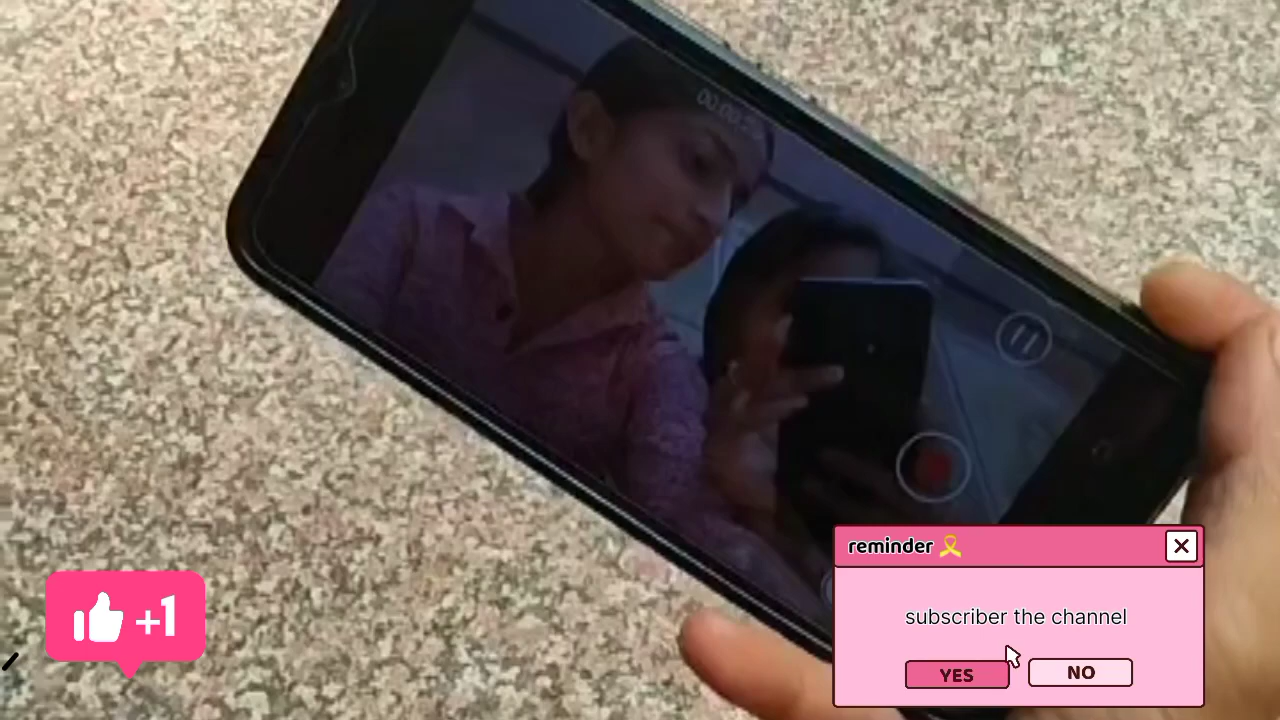 +1
reminder
subscriber the channel
YES
NO